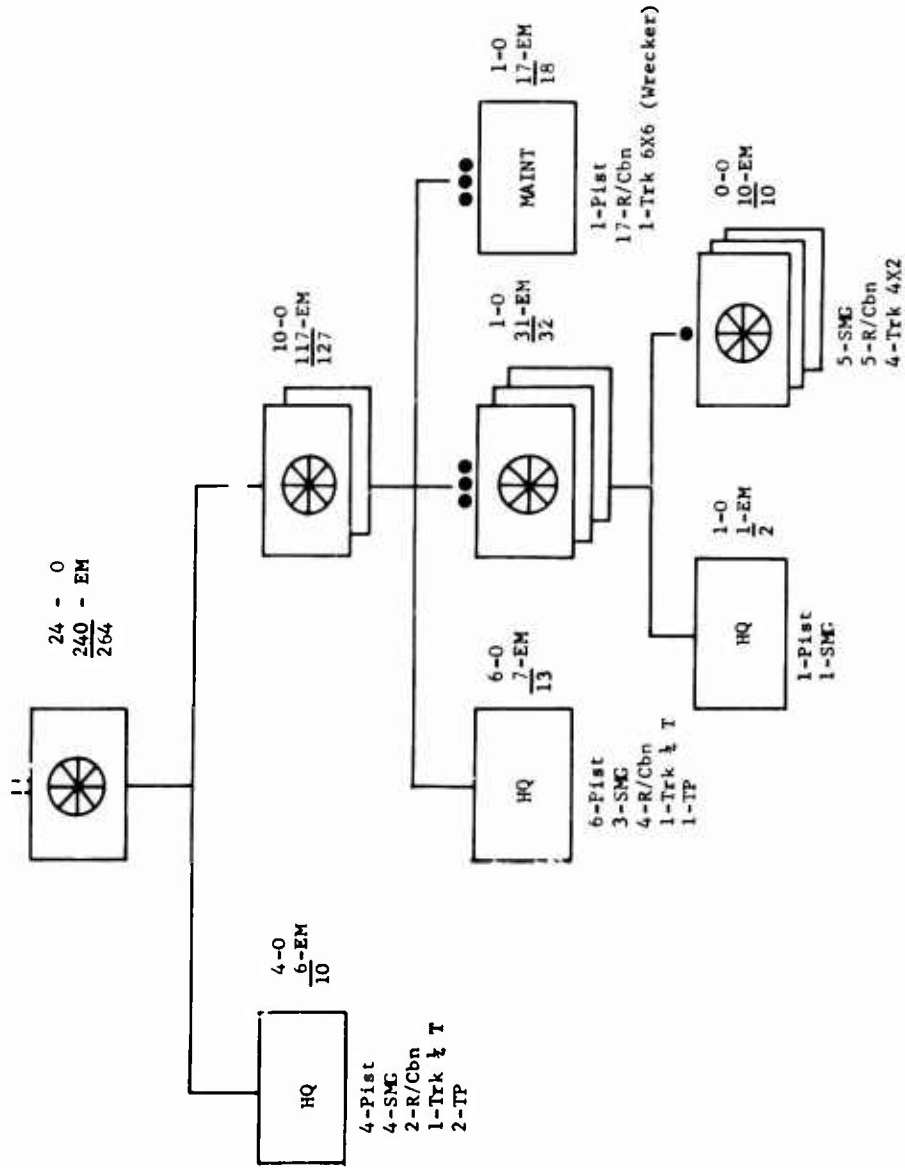 24 - O
240 - EM
264
4-O
6-EM
10
HQ
4-Pist
4-SMG
2-R/Cbn
1-Trk ½ T
2-TP
10-O
117-EM
127
6-O
7-EM
13
HQ
6-Pist
3-SMG
4-R/Cbn
1-Trk ½ T
1-TP
1-O
31-EM
32
1-O
17-EM
18
MAINT
1-Pist
17-R/Cbn
1-Trk 6X6 (Wrecker)
1-O
1-EM
2
HQ
1-Pist
1-SMG
0-O
10-EM
10
5-SMG
5-R/Cbn
4-Trk 4X2